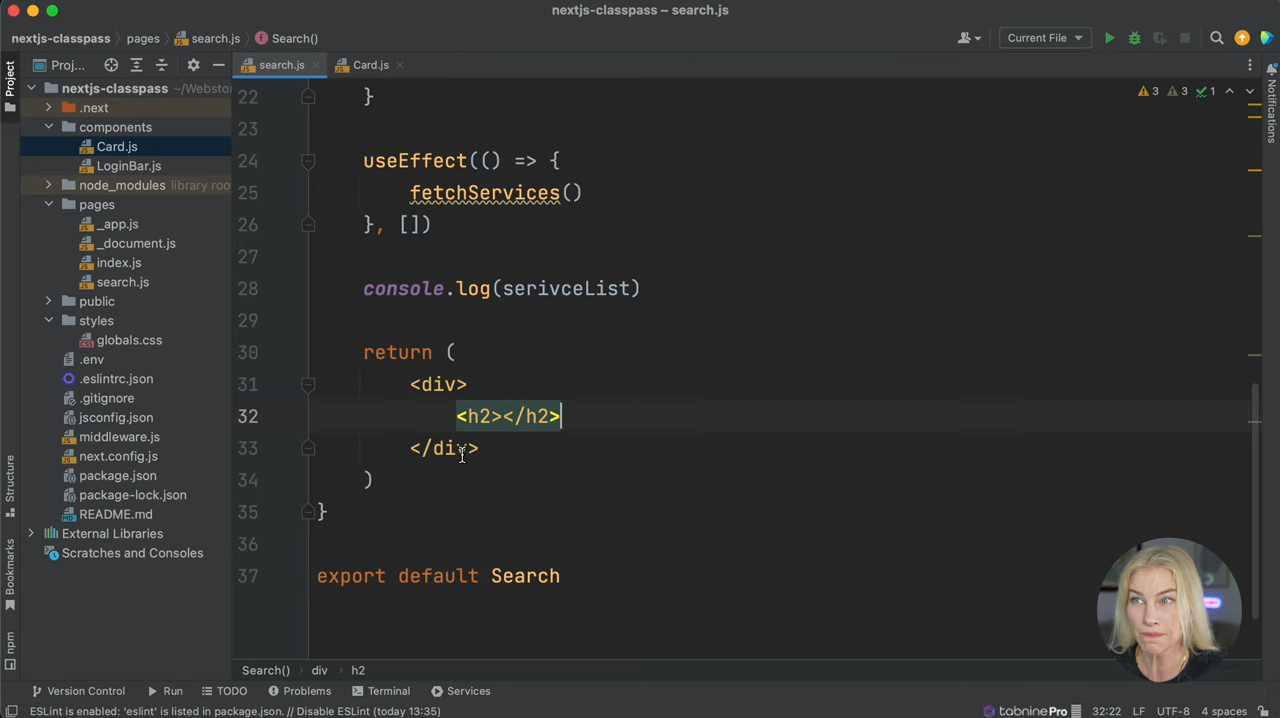 nextjs-classpass – search.js
nextjs-classpass
pages
search.js
Search()
Current File
Project
Proj...
search.js
Card.js
nextjs-classpass ~/Websto
.next
components
Card.js
LoginBar.js
node_modules library roo
pages
_app.js
_document.js
index.js
search.js
public
styles
globals.css
.env
.eslintrc.json
.gitignore
jsconfig.json
middleware.js
next.config.js
package.json
package-lock.json
README.md
External Libraries
Scratches and Consoles
Structure
Bookmarks
npm
Notifications
3 3 1
22 }
23
24 useEffect(() => {
25 fetchServices()
26 }, [])
27
28 console.log(serivceList)
29
30 return (
31 <div>
32 <h2></h2>
33 </div>
34 )
35 }
36
37 export default Search
Search() div h2
Version Control Run TODO Problems Terminal Services
ESLint is enabled: 'eslint' is listed in package.json. // Disable ESLint (today 13:35)
tabnine Pro
32:22 LF UTF-8 4 spaces